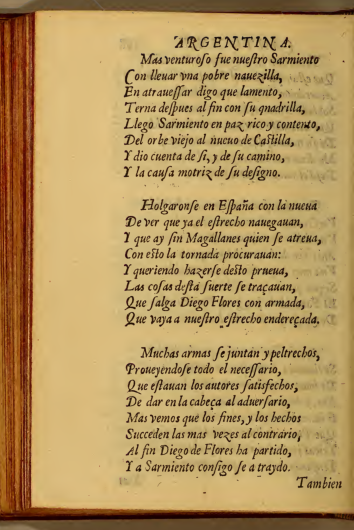 ARGENTINA.
Mas venturoſo fue nueſtro Sarmiento
Con lleuar vna pobre nauezilla,
En atraueſſar digo que lamento,
Terna deſpues al fin con ſu qnadrilla,
Llego Sarmiento en paz rico y contento,
Del orbe viejo al nueuo de Caſtilla,
Y dio cuenta de ſi, y de ſu camino,
Y la cauſa motriz de ſu deſigno.
Holgaronſe en Eſpaña con la nueua
De ver que ya el eſtrecho nauegauan,
Y que ay ſin Magallanes quien ſe atreua,
Con eſto la tornada procurauan:
Y queriendo hazerſe deſto prueua,
Las coſas deſta ſuerte ſe traçauan,
Que ſalga Diego Flores con armada,
Que vaya a nueſtro eſtrecho endereçada.
Muchas armas ſe juntan y peltrechos,
Proueyendoſe todo el neceſſario,
Que eſtauan los autores ſatisfechos,
De dar en la cabeça al aduerſario,
Mas vemos que los fines, y los hechos
Succeden las mas vezes al contrario,
Al fin Diego de Flores ha partido,
Y a Sarmiento conſigo ſe a traydo.
Tambien